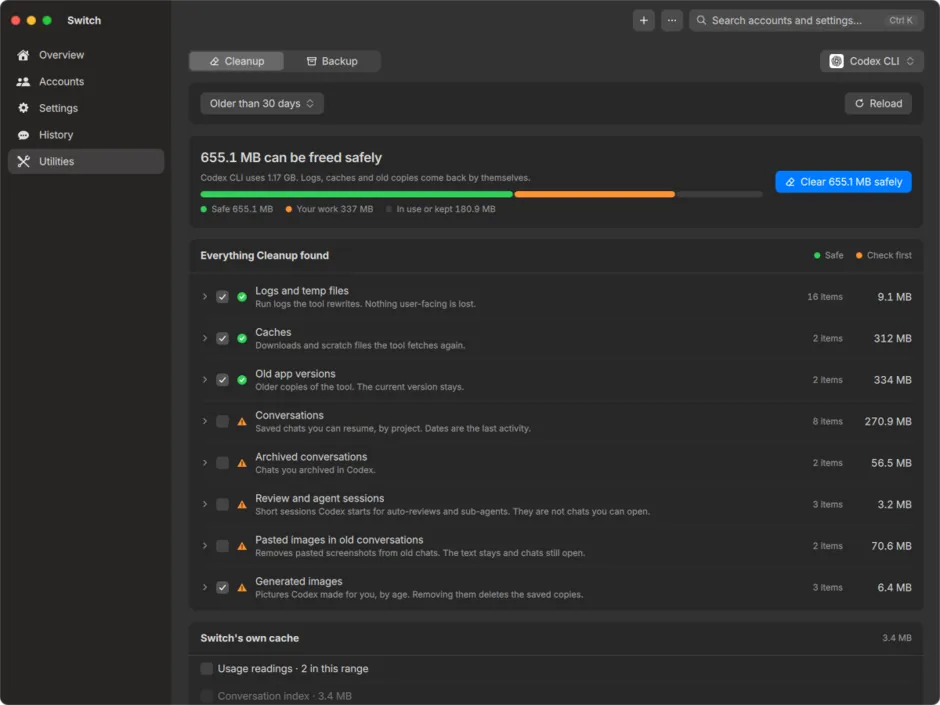 Switch
Search accounts and settings... Ctrl K
Overview
Accounts
Settings
History
Utilities
Cleanup
Backup
Codex CLI
Older than 30 days
Reload
655.1 MB can be freed safely
Codex CLI uses 1.17 GB. Logs, caches and old copies come back by themselves.
Clear 655.1 MB safely
Safe 655.1 MB Your work 337 MB In use or kept 180.9 MB
Everything Cleanup found
Safe Check first
Logs and temp files
Run logs the tool rewrites. Nothing user-facing is lost.
16 items 9.1 MB
Caches
Downloads and scratch files the tool fetches again.
2 items 312 MB
Old app versions
Older copies of the tool. The current version stays.
2 items 334 MB
Conversations
Saved chats you can resume, by project. Dates are the last activity.
8 items 270.9 MB
Archived conversations
Chats you archived in Codex.
2 items 56.5 MB
Review and agent sessions
Short sessions Codex starts for auto-reviews and sub-agents. They are not chats you can open.
3 items 3.2 MB
Pasted images in old conversations
Removes pasted screenshots from old chats. The text stays and chats still open.
2 items 70.6 MB
Generated images
Pictures Codex made for you, by age. Removing them deletes the saved copies.
3 items 6.4 MB
Switch's own cache 3.4 MB
Usage readings · 2 in this range
Conversation index · 3.4 MB